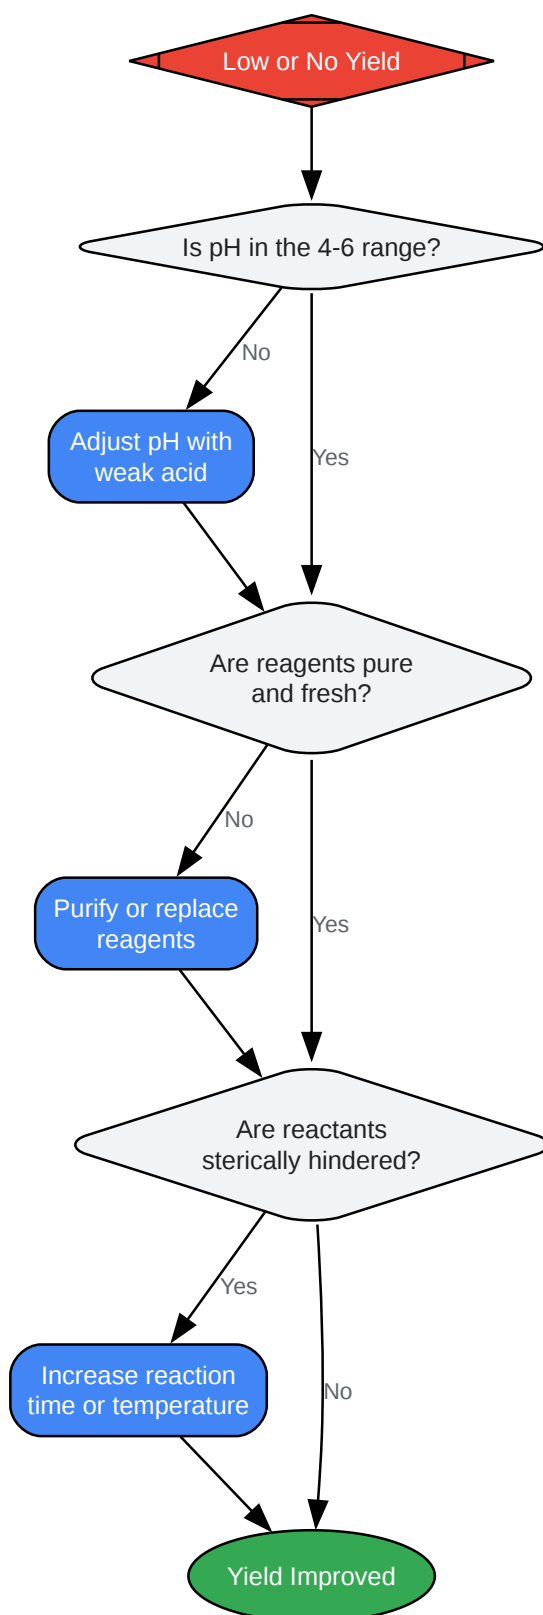 Low or No Yield
Is pH in the 4-6 range?
No
Adjust pH with
weak acid
Yes
Are reagents pure
and fresh?
No
Purify or replace
reagents
Yes
Are reactants
sterically hindered?
Yes
Increase reaction
time or temperature
No
Yield Improved